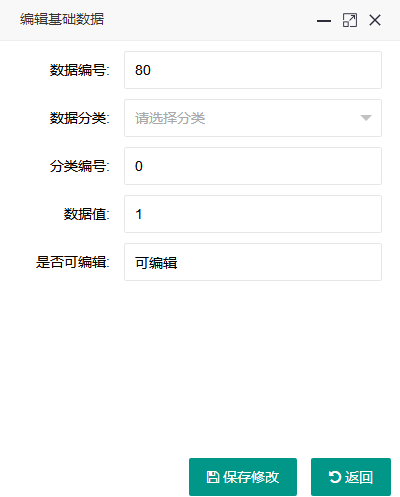 编辑基础数据
数据编号: 80
数据分类: 请选择分类
分类编号: 0
数据值: 1
是否可编辑: 可编辑
保存修改 返回